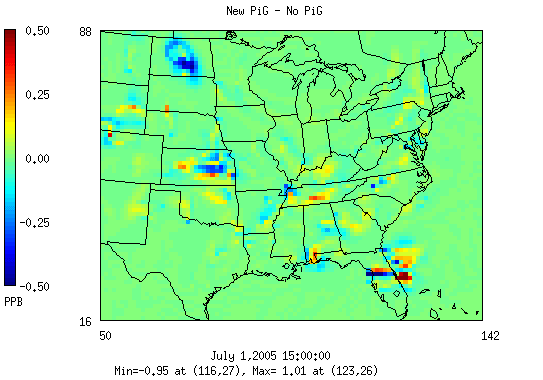 New PiG - No PiG
88
0.50
0.25
0.00
-0.25
-0.50
PPB
16
50
142
July 1,2005 15:00:00
Min=-0.95 at (116,27), Max= 1.01 at (123,26)